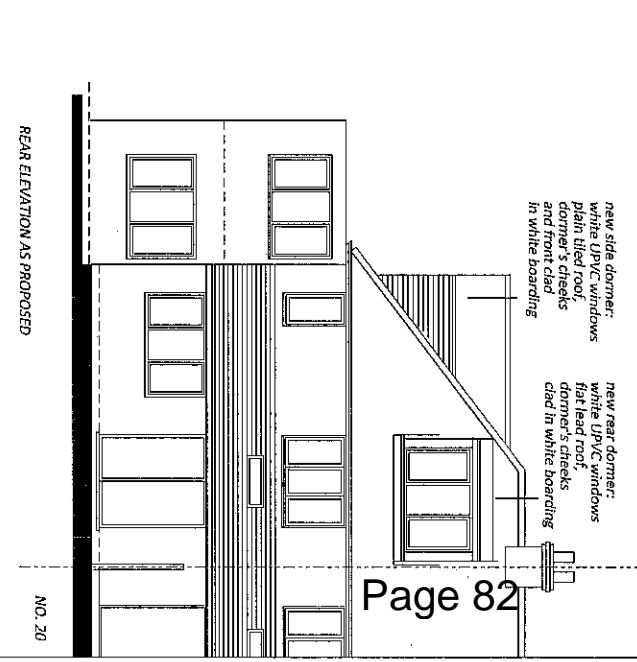 new side dormer:
white UPVC windows
plain tiled roof,
dormer's cheeks
and front clad
in white boarding
new rear dormer:
white UPVC windows
flat lead roof,
dormer's cheeks
clad in white boarding
REAR ELEVATION AS PROPOSED
NO. 20
Page 82